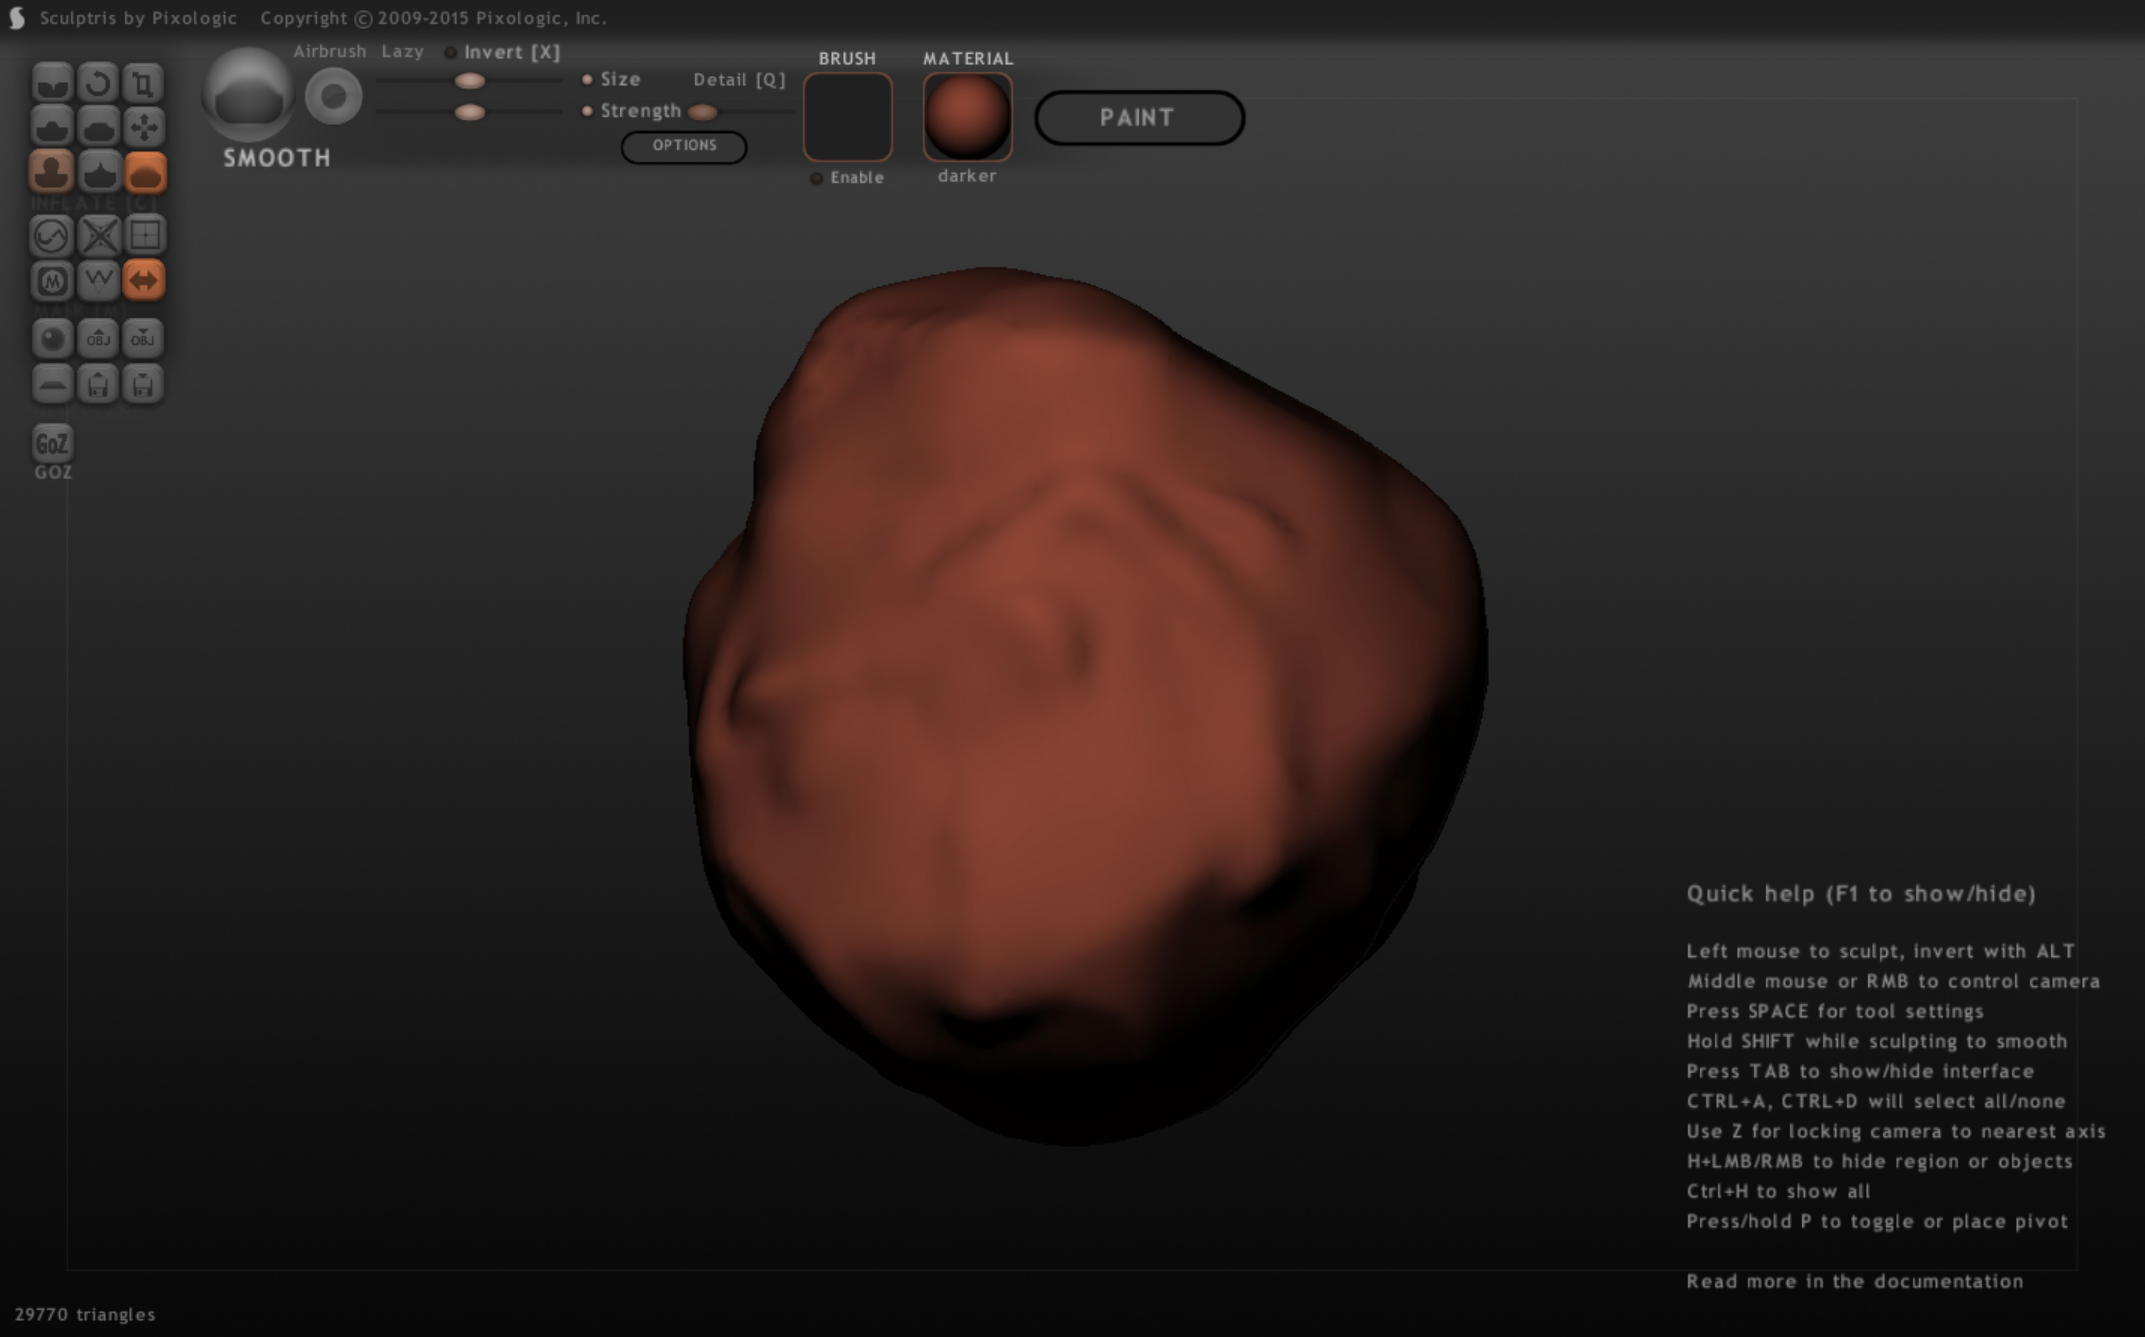 Sculptris by Pixologic Copyright © 2009-2015 Pixologic, Inc.
Airbrush Lazy Invert [X]
Size Detail [Q]
Strength
OPTIONS
SMOOTH
BRUSH
Enable
MATERIAL
darker
PAINT
INFLATE [C]
M
MASK [M]
OBJ OBJ
GoZ
GOZ
Quick help (F1 to show/hide)
Left mouse to sculpt, invert with ALT
Middle mouse or RMB to control camera
Press SPACE for tool settings
Hold SHIFT while sculpting to smooth
Press TAB to show/hide interface
CTRL+A, CTRL+D will select all/none
Use Z for locking camera to nearest axis
H+LMB/RMB to hide region or objects
Ctrl+H to show all
Press/hold P to toggle or place pivot
Read more in the documentation
29770 triangles